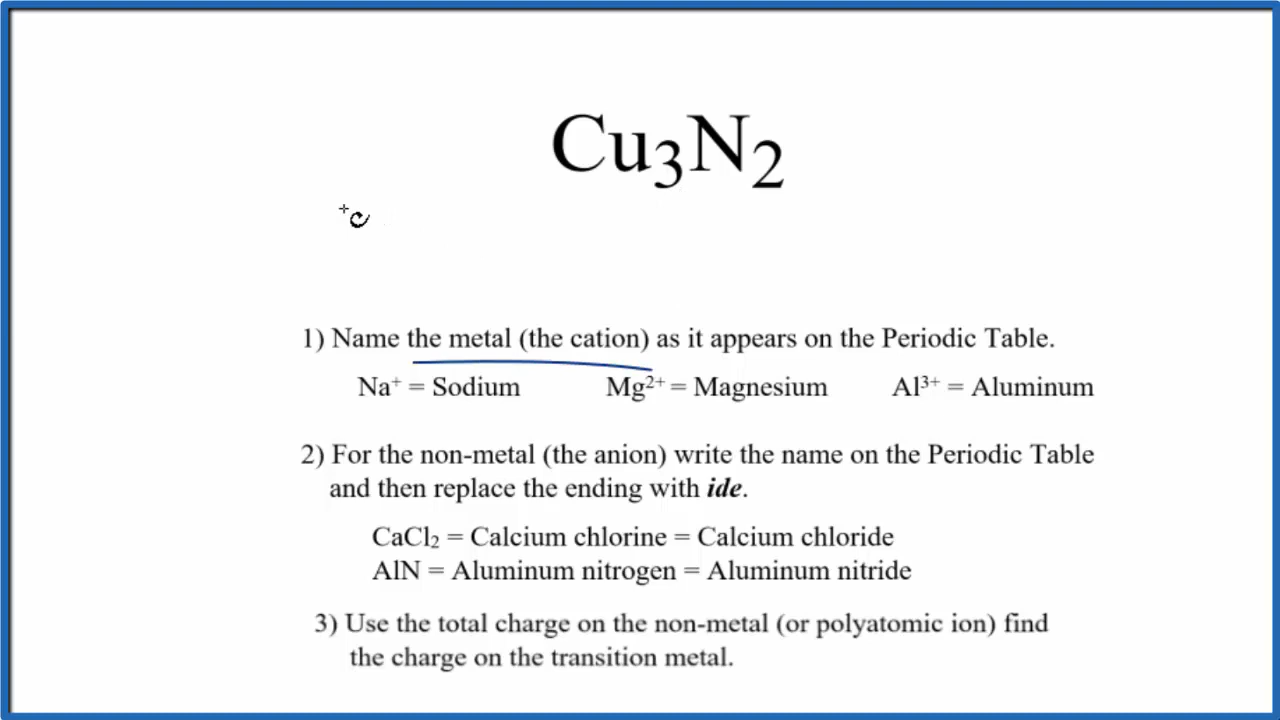 Cu₃N₂
1) Name the metal (the cation) as it appears on the Periodic Table.
Na⁺ = Sodium Mg²⁺ = Magnesium Al³⁺ = Aluminum
2) For the non-metal (the anion) write the name on the Periodic Table
and then replace the ending with ide.
CaCl₂ = Calcium chlorine = Calcium chloride
AlN = Aluminum nitrogen = Aluminum nitride
3) Use the total charge on the non-metal (or polyatomic ion) find
the charge on the transition metal.